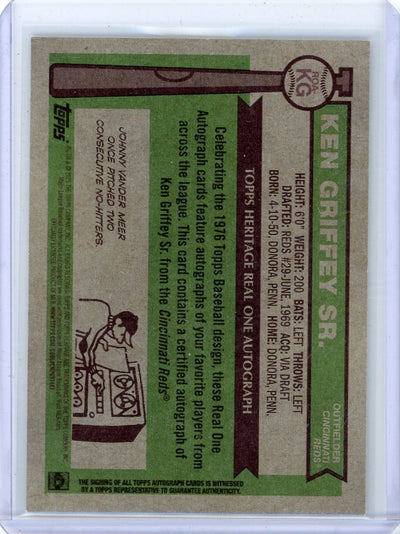 ROA-
KG
KEN GRIFFEY SR.
OUTFIELDER
CINCINNATI
REDS
HEIGHT: 6'0" WEIGHT: 200 BATS: LEFT THROWS: LEFT
DRAFTED: REDS #29-JUNE, 1969 ACQ: VIA DRAFT
BORN: 4-10-50, DONORA, PENN. HOME: DONORA, PENN.
TOPPS HERITAGE REAL ONE AUTOGRAPH
Celebrating the 1976 Topps Baseball design, these Real One
Autograph cards feature autographs of your favorite players from
across the league. This card contains a certified autograph of
Ken Griffey Sr. from the Cincinnati Reds®
JOHNNY VANDER MEER
ONCE PITCHED TWO
CONSECUTIVE NO-HITTERS.
topps
THE SIGNING OF ALL TOPPS AUTOGRAPH CARDS IS WITNESSED
BY A TOPPS REPRESENTATIVE TO GUARANTEE AUTHENTICITY.